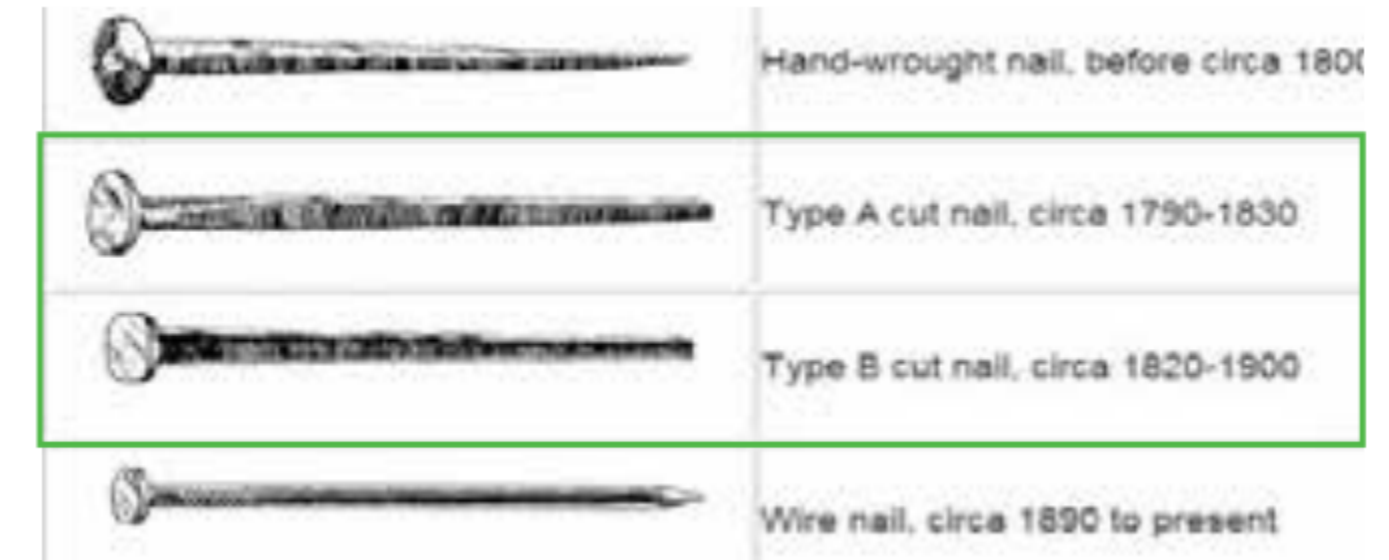 Hand-wrought nail, before circa 1800
Type A cut nail, circa 1790-1830
Type B cut nail, circa 1820-1900
Wire nail, circa 1890 to present